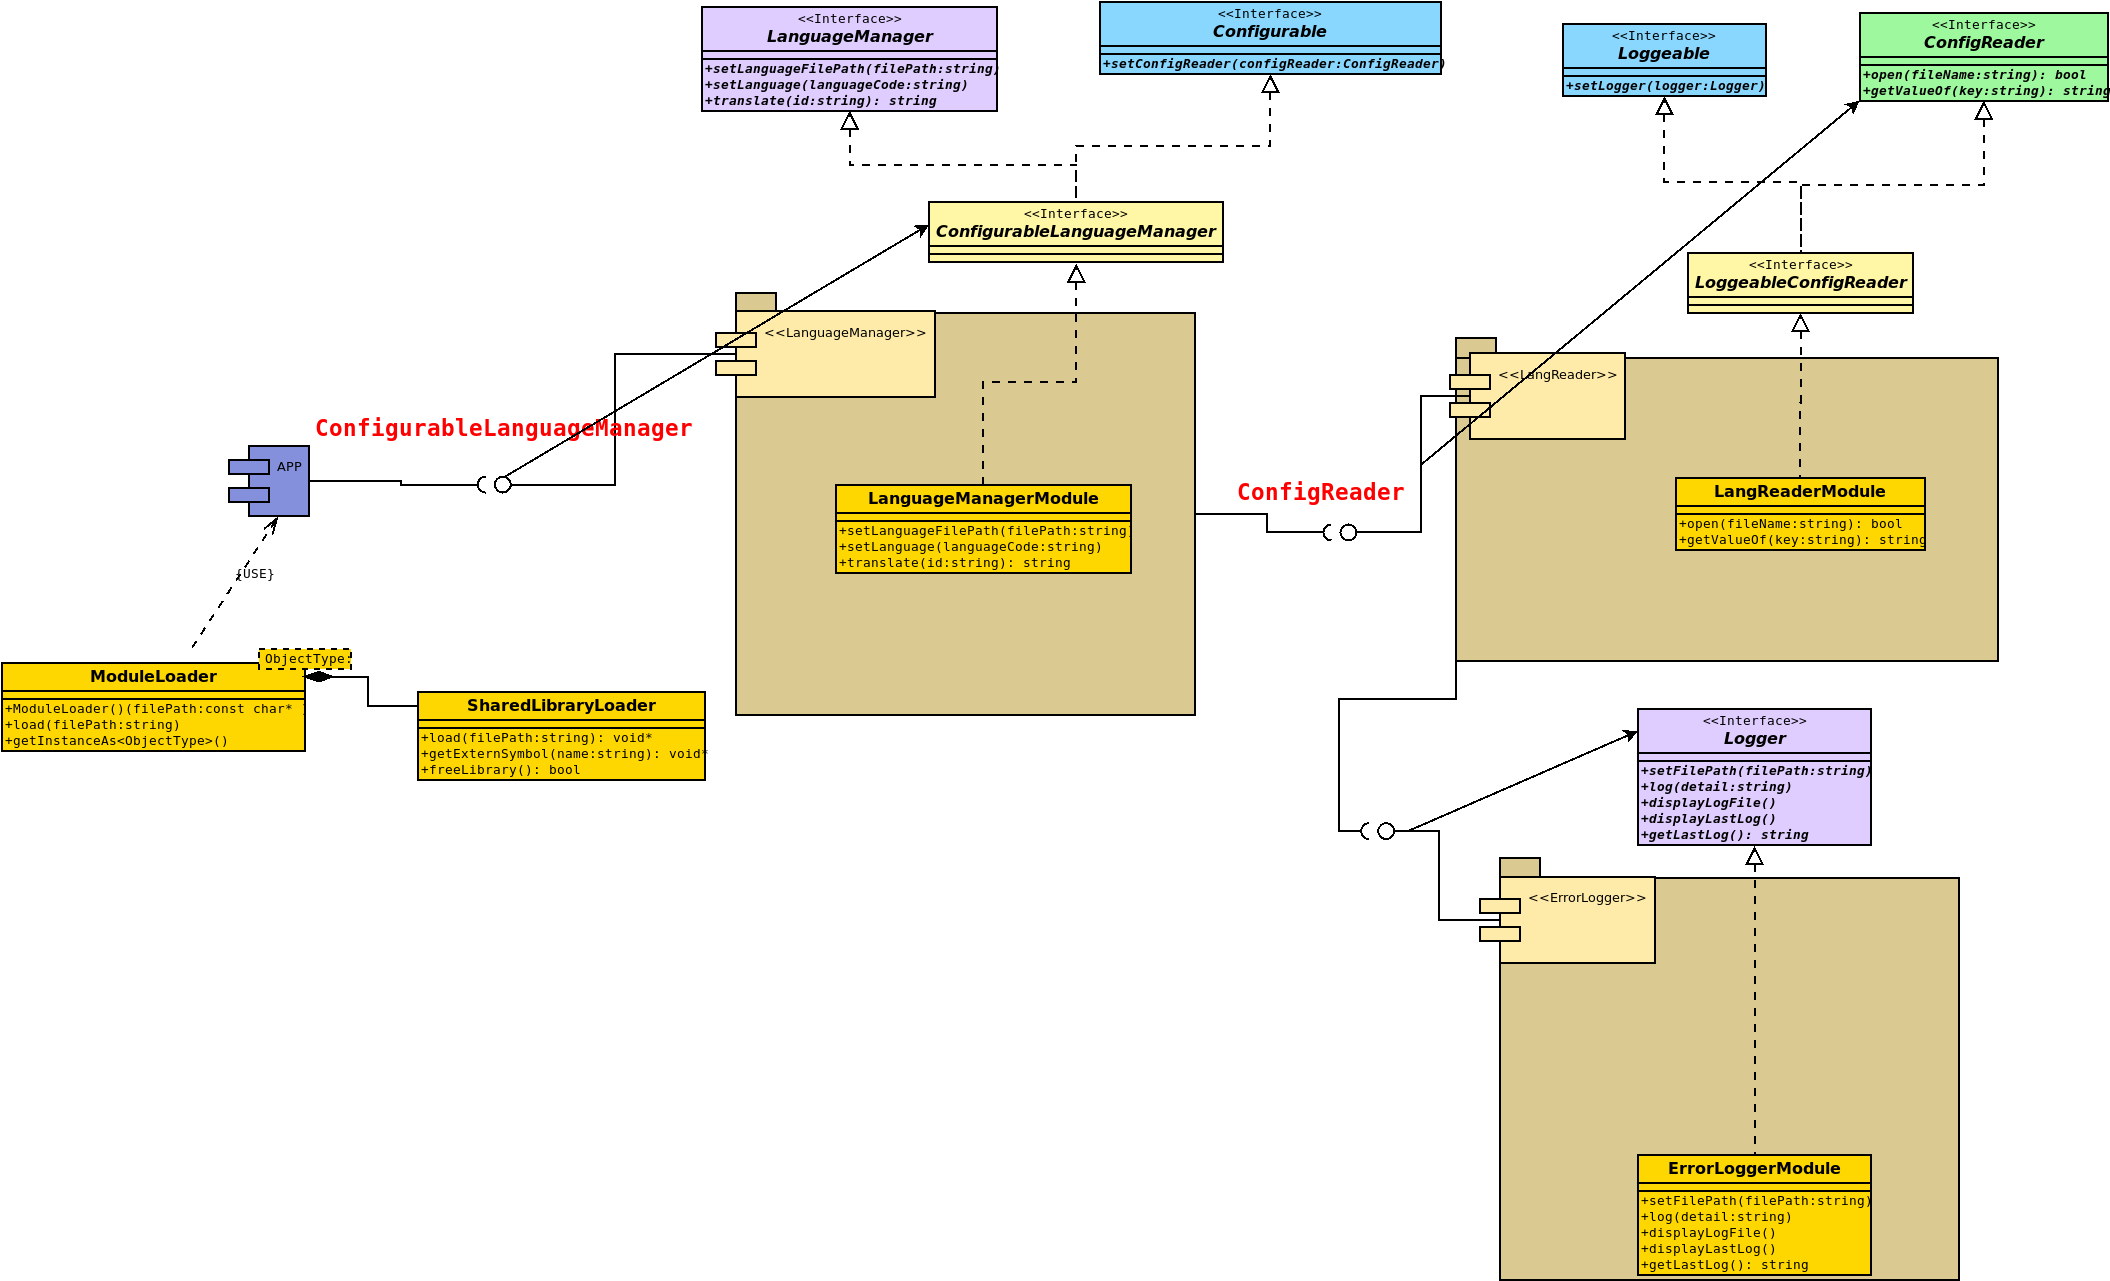 <<Interface>>
LanguageManager
+setLanguageFilePath(filePath:string)
+setLanguage(languageCode:string)
+translate(id:string): string
<<Interface>>
Configurable
+setConfigReader(configReader:ConfigReader)
<<Interface>>
Loggeable
+setLogger(logger:Logger)
<<Interface>>
ConfigReader
+open(fileName:string): bool
+getValueOf(key:string): string
<<Interface>>
ConfigurableLanguageManager
<<Interface>>
LoggeableConfigReader
<<LanguageManager>>
<<LangReader>>
ConfigurableLanguageManager
APP
ConfigReader
LanguageManagerModule
+setLanguageFilePath(filePath:string)
+setLanguage(languageCode:string)
+translate(id:string): string
LangReaderModule
+open(fileName:string): bool
+getValueOf(key:string): string
{USE}
ObjectType:
ModuleLoader
+ModuleLoader()(filePath:const char* )
+load(filePath:string)
+getInstanceAs<ObjectType>()
SharedLibraryLoader
+load(filePath:string): void*
+getExternSymbol(name:string): void*
+freeLibrary(): bool
<<Interface>>
Logger
+setFilePath(filePath:string)
+log(detail:string)
+displayLogFile()
+displayLastLog()
+getLastLog(): string
<<ErrorLogger>>
ErrorLoggerModule
+setFilePath(filePath:string)
+log(detail:string)
+displayLogFile()
+displayLastLog()
+getLastLog(): string